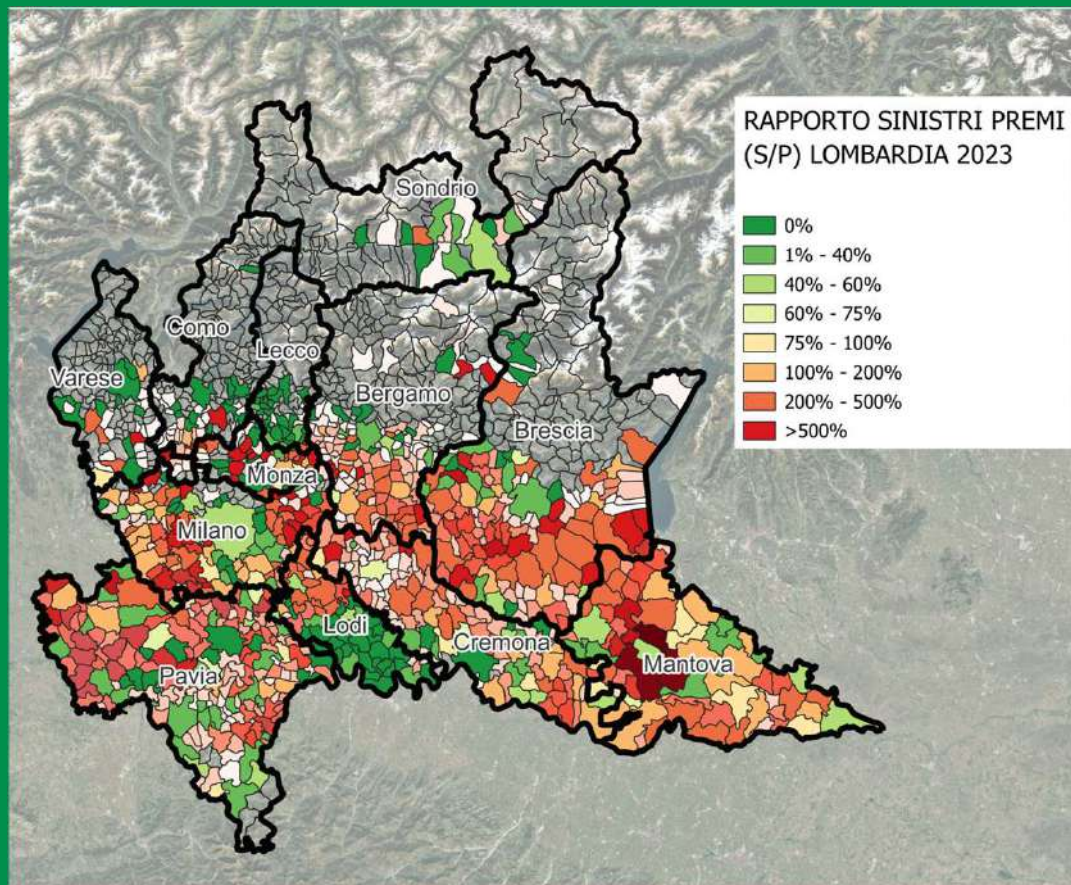 RAPPORTO SINISTRI PREMI
(S/P) LOMBARDIA 2023
0%
1% - 40%
40% - 60%
60% - 75%
75% - 100%
100% - 200%
200% - 500%
>500%
Sondrio
Como
Lecco
Varese
Bergamo
Brescia
Monza
Milano
Lodi
Cremona
Mantova
Pavia